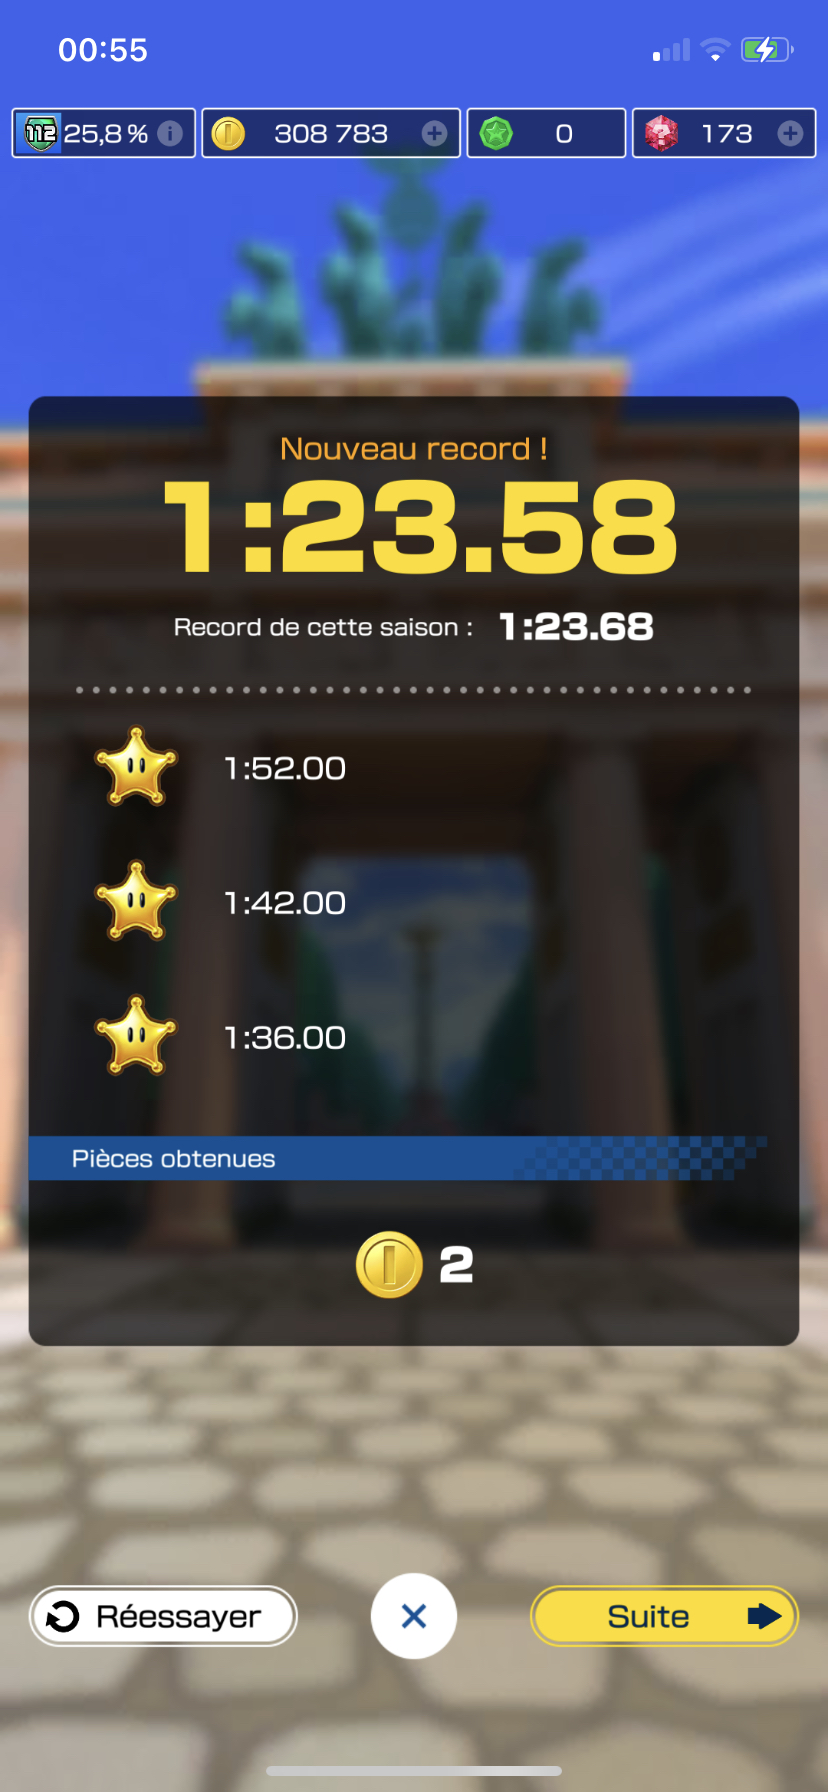 00:55
112 25,8 % i 308 783 + 0 173 +
Nouveau record !
1:23.58
Record de cette saison : 1:23.68
1:52.00
1:42.00
1:36.00
Pièces obtenues
2
Réessayer × Suite